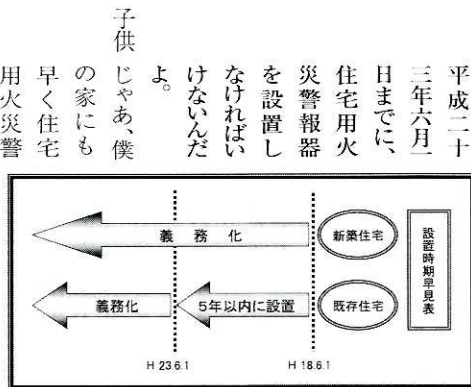 平成二十
三年六月一
日までに、
住宅用火
災警報器
を設置し
なければい
けないんだ
よ。
子供　じゃあ、僕
の家にも
早く住宅
用火災警
設置時期早見表
新築住宅
義務化
既存住宅
5年以内に設置
義務化
H 18.6.1
H 23 6.1